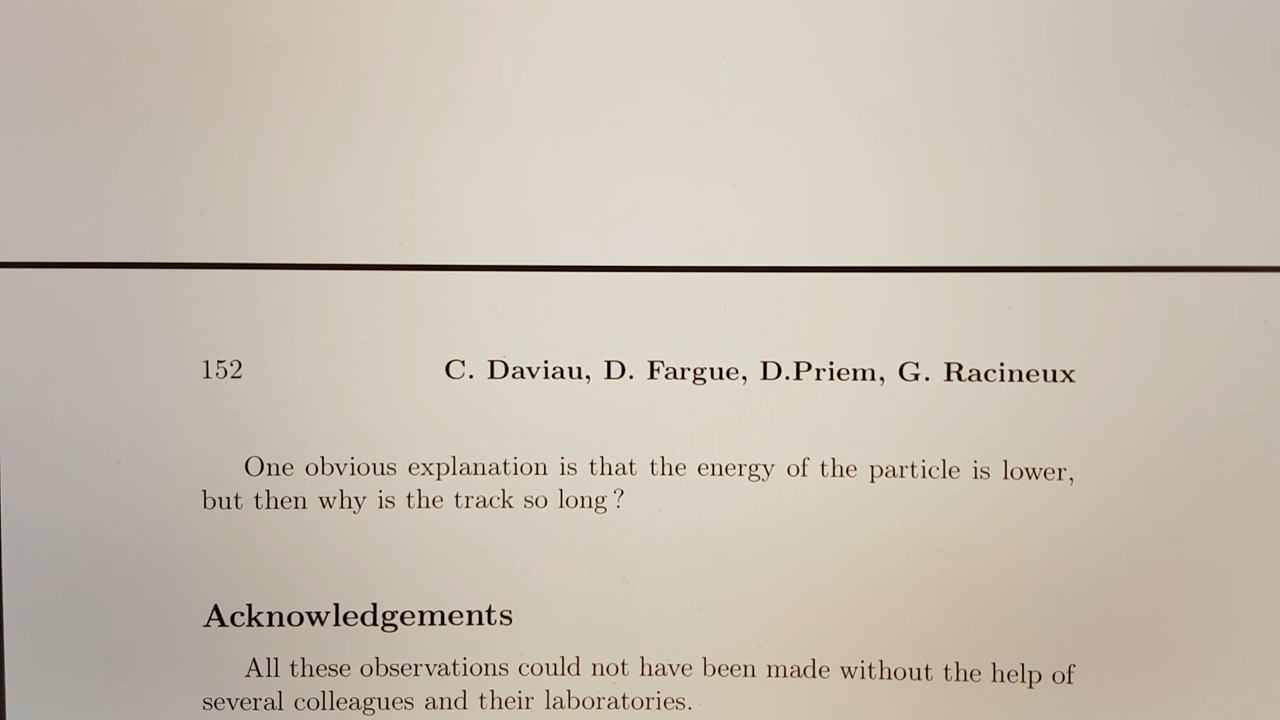 152 C. Daviau, D. Fargue, D.Priem, G. Racineux
One obvious explanation is that the energy of the particle is lower,
but then why is the track so long ?
Acknowledgements
All these observations could not have been made without the help of
several colleagues and their laboratories.